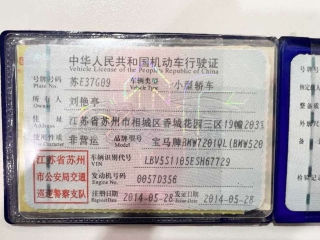 中华人民共和国机动车行驶证
Vehicle License of the People's Republic of China
号牌号码 苏E37G09 车辆类型 小型轿车
Plate No. Vehicle Type
所有人 刘艳亭
Owner
住址 江苏省苏州市相城区香城花园三区19幢203室
使用性质 非营运 品牌型号 宝马牌BMW7201QL(BMW520
Model
江苏省苏州
市公安局交通
巡逻警察支队
车辆识别代号 LBV5S1105ESH67729
VIN
发动机号码 0057D356
Engine No.
注册日期 2014-05-28 发证日期 2014-05-28
Register Date Issue Date